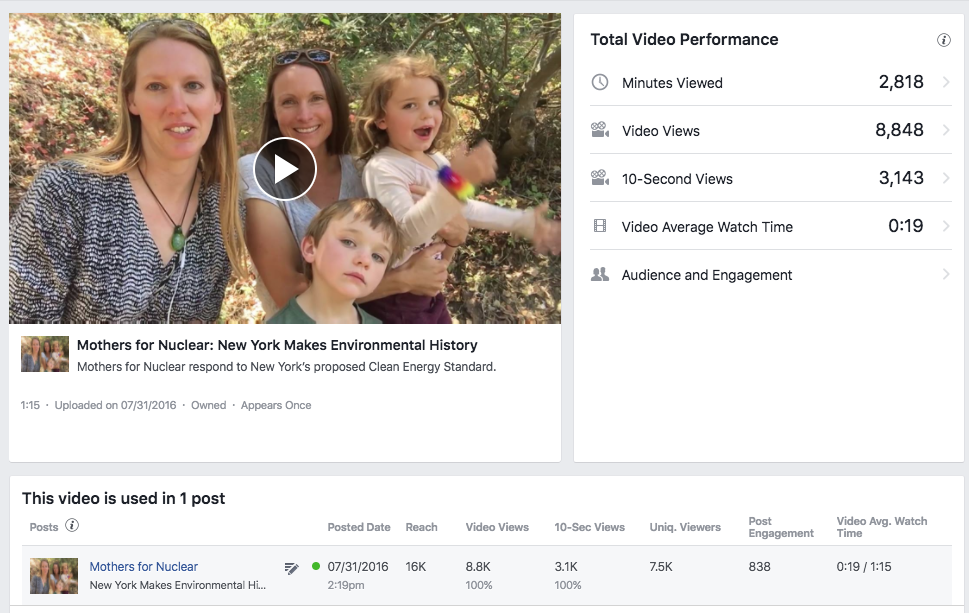 Total Video Performance
Minutes Viewed 2,818
Video Views 8,848
10-Second Views 3,143
Video Average Watch Time 0:19
Audience and Engagement
Mothers for Nuclear: New York Makes Environmental History
Mothers for Nuclear respond to New York's proposed Clean Energy Standard.
1:15 · Uploaded on 07/31/2016 · Owned · Appears Once
This video is used in 1 post
Posts Posted Date Reach Video Views 10-Sec Views Uniq. Viewers Post Engagement Video Avg. Watch Time
Mothers for Nuclear 07/31/2016 16K 8.8K 3.1K 7.5K 838 0:19 / 1:15
New York Makes Environmental Hi... 2:19pm 100% 100%